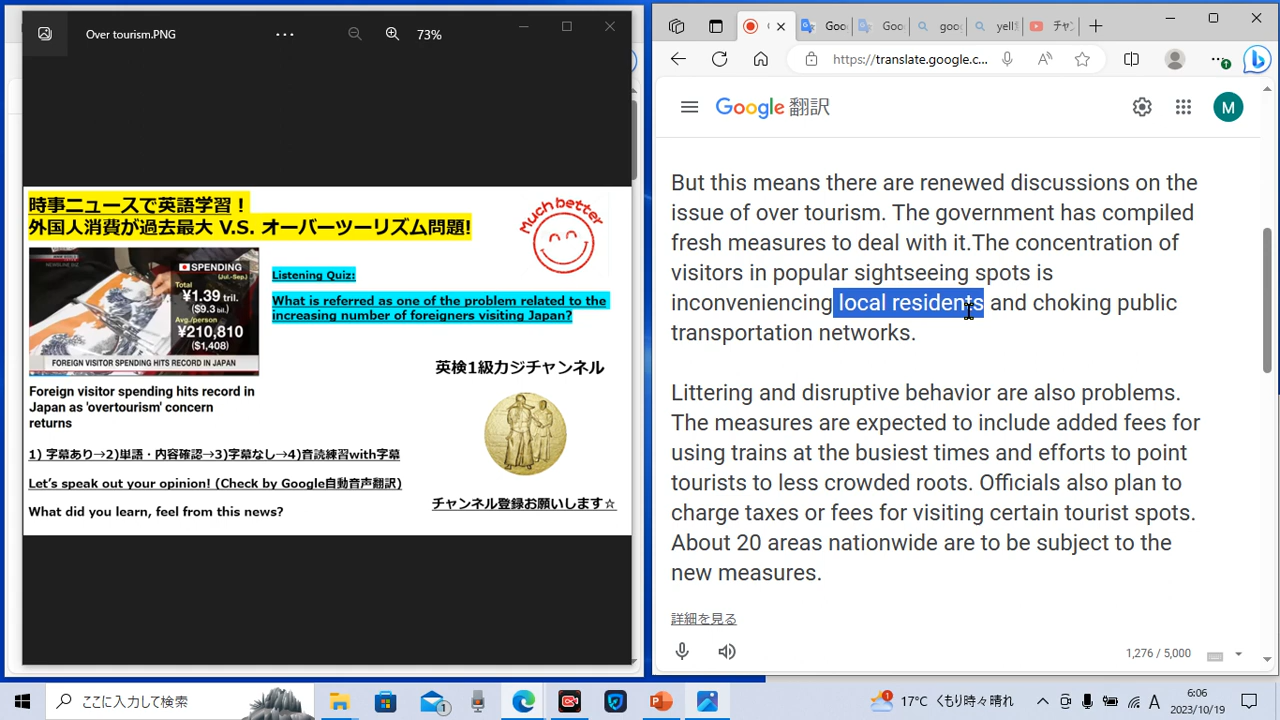 Over tourism.PNG
73%
時事ニュースで英語学習！
外国人消費が過去最大 V.S. オーバーツーリズム問題!
Much better
SPENDING
(Jul.-Sep.)
Total
¥1.39 tril.
($9.3 bil.)
Avg./person
¥210,810
($1,408)
FOREIGN VISITOR SPENDING HITS RECORD IN JAPAN
Listening Quiz:
What is referred as one of the problem related to the
increasing number of foreigners visiting Japan?
英検1級カジチャンネル
Foreign visitor spending hits record in
Japan as 'overtourism' concern
returns
1) 字幕あり→2)単語・内容確認→3)字幕なし→4)音読練習with字幕
Let's speak out your opinion! (Check by Google自動音声翻訳)
チャンネル登録お願いします☆
What did you learn, feel from this news?
Goo
Goo
goo
yell
チャン
https://translate.google.c...
Google 翻訳
M
But this means there are renewed discussions on the
issue of over tourism. The government has compiled
fresh measures to deal with it.The concentration of
visitors in popular sightseeing spots is
inconveniencing local residents and choking public
transportation networks.
Littering and disruptive behavior are also problems.
The measures are expected to include added fees for
using trains at the busiest times and efforts to point
tourists to less crowded roots. Officials also plan to
charge taxes or fees for visiting certain tourist spots.
About 20 areas nationwide are to be subject to the
new measures.
詳細を見る
1,276 / 5,000
ここに入力して検索
1
17°C くもり時々晴れ
A
6:06
2023/10/19